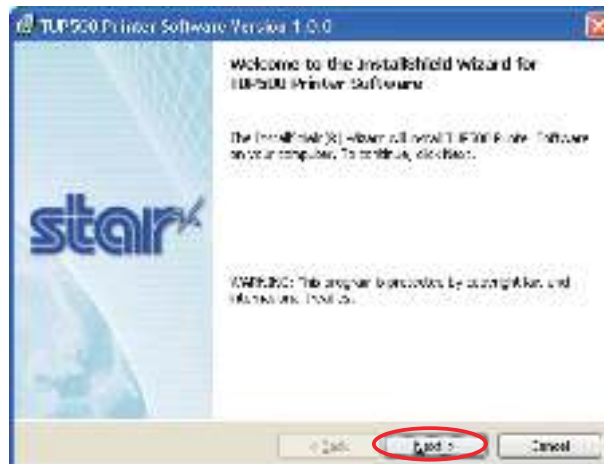 TUP500 Printer Software Version 1.0.0
Welcome to the InstallShield Wizard for
TUP500 Printer Software
The InstallShield(R) Wizard will install TUP500 Printer Software
on your computer. To continue, click Next.
star
WARNING: This program is protected by copyright law and
international treaties.
< Back
Next >
Cancel